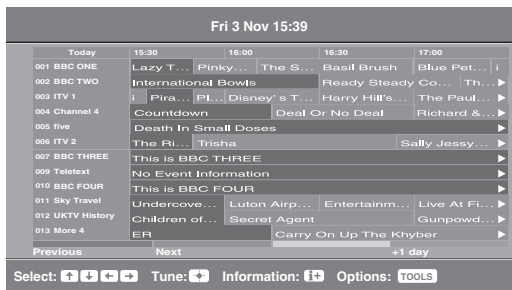 Fri 3 Nov 15:39
Today 15:30 16:00 16:30 17:00
001 BBC ONE Lazy T... Pinky... The S... Basil Brush Blue Pet... i
002 BBC TWO International Bowls Ready Steady Co... Th...
003 ITV 1 i Pira... Pl... Disney's T... Harry Hill's... The Paul...
004 Channel 4 Countdown Deal Or No Deal Richard &...
005 five Death In Small Doses
006 ITV 2 The Ri... Trisha Sally Jessy...
007 BBC THREE This is BBC THREE
009 Teletext No Event Information
010 BBC FOUR This is BBC FOUR
011 Sky Travel Undercove... Luton Airp... Entertainm... Live At Fi...
012 UKTV History Children of... Secret Agent Gunpowd...
013 More 4 ER Carry On Up The Khyber
Previous Next +1 day
Select: Tune: Information: i+ Options: TOOLS